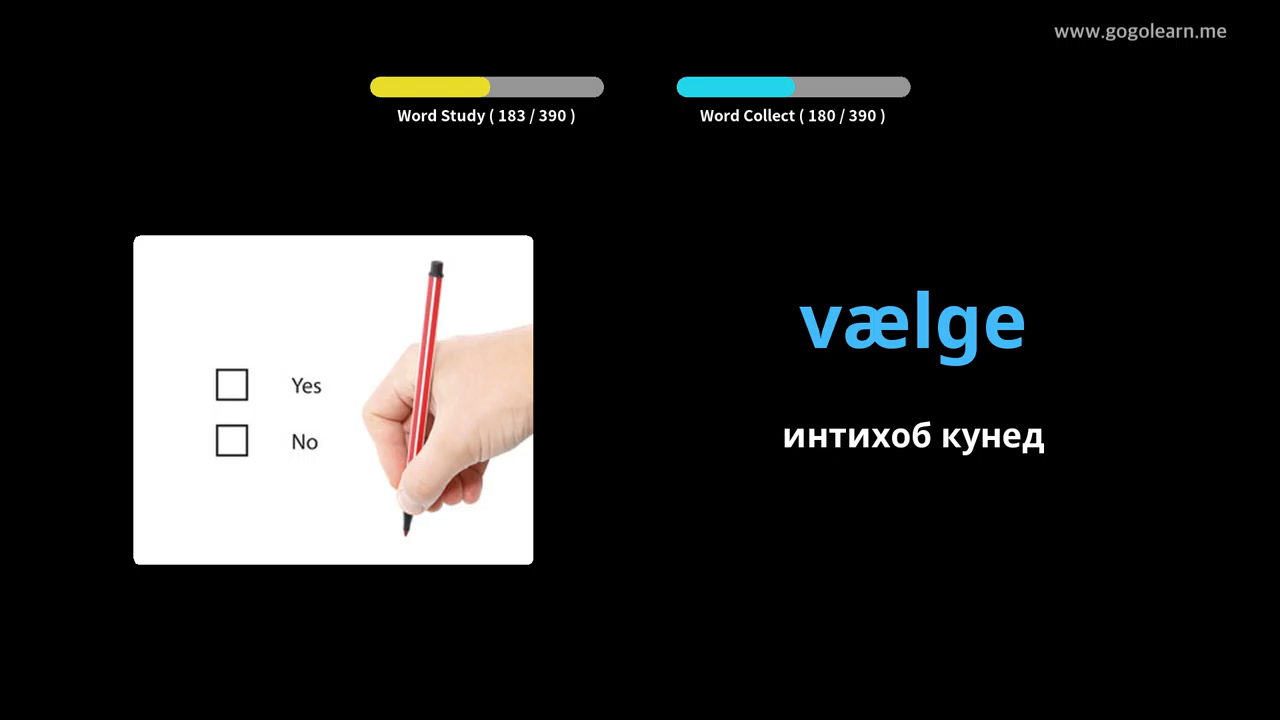 www.gogolearn.me
Word Study ( 183 / 390 )
Word Collect ( 180 / 390 )
Yes
No
vælge
интихоб кунед